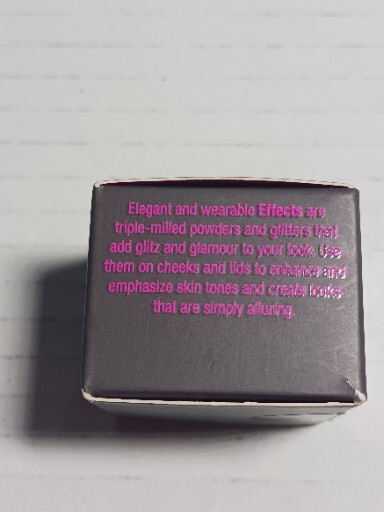 Elegant and wearable Effects are
triple-milled powders and glitters that
add glitz and glamour to your look. Use
them on cheeks and lids to enhance and
emphasize skin tones and create looks
that are simply alluring.